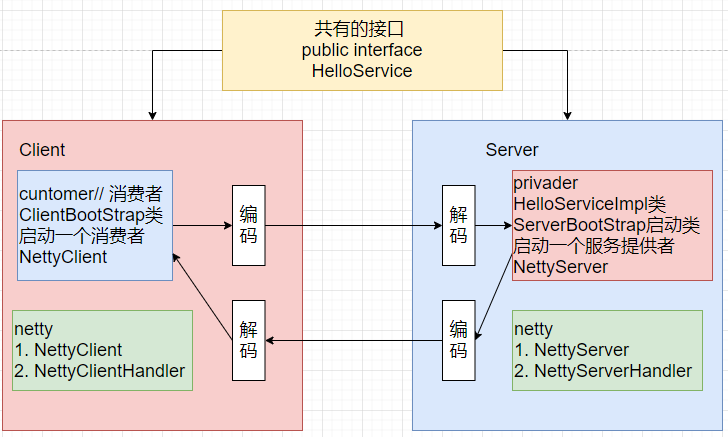 共有的接口
public interface
HelloService
Client
cuntomer// 消费者
ClientBootStrap类
启动一个消费者
NettyClient
编
码
解
码
netty
1. NettyClient
2. NettyClientHandler
Server
解
码
privader
HelloServiceImpl类
ServerBootStrap启动类
启动一个服务提供者
NettyServer
编
码
netty
1. NettyServer
2. NettyServerHandler